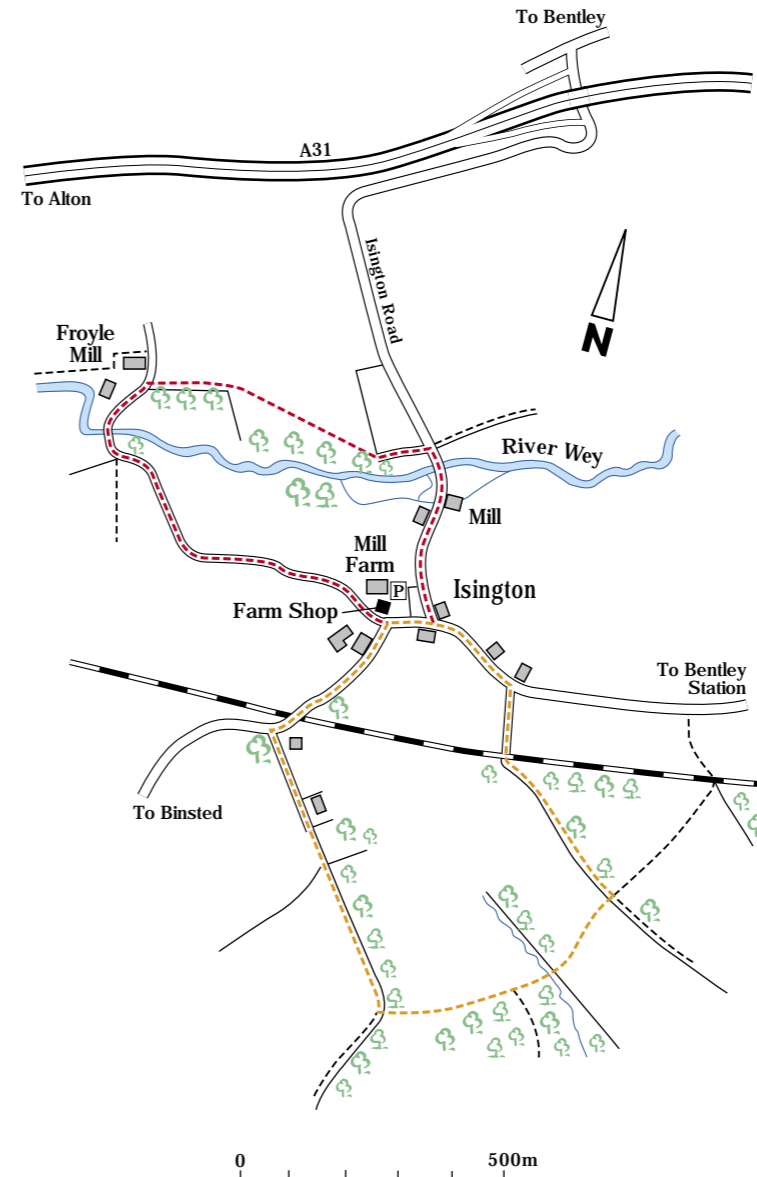 To Bentley
A31
To Alton
Isington Road
N
Froyle
Mill
River Wey
Mill
Mill
Farm
P
Isington
Farm Shop
To Bentley
Station
To Binsted
0
500m